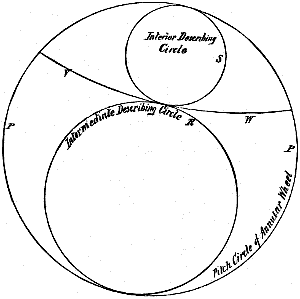 Interior Describing
Circle
S
V
Intermediate Describing Circle R
W
P
P
Pitch Circle of Annular Wheel